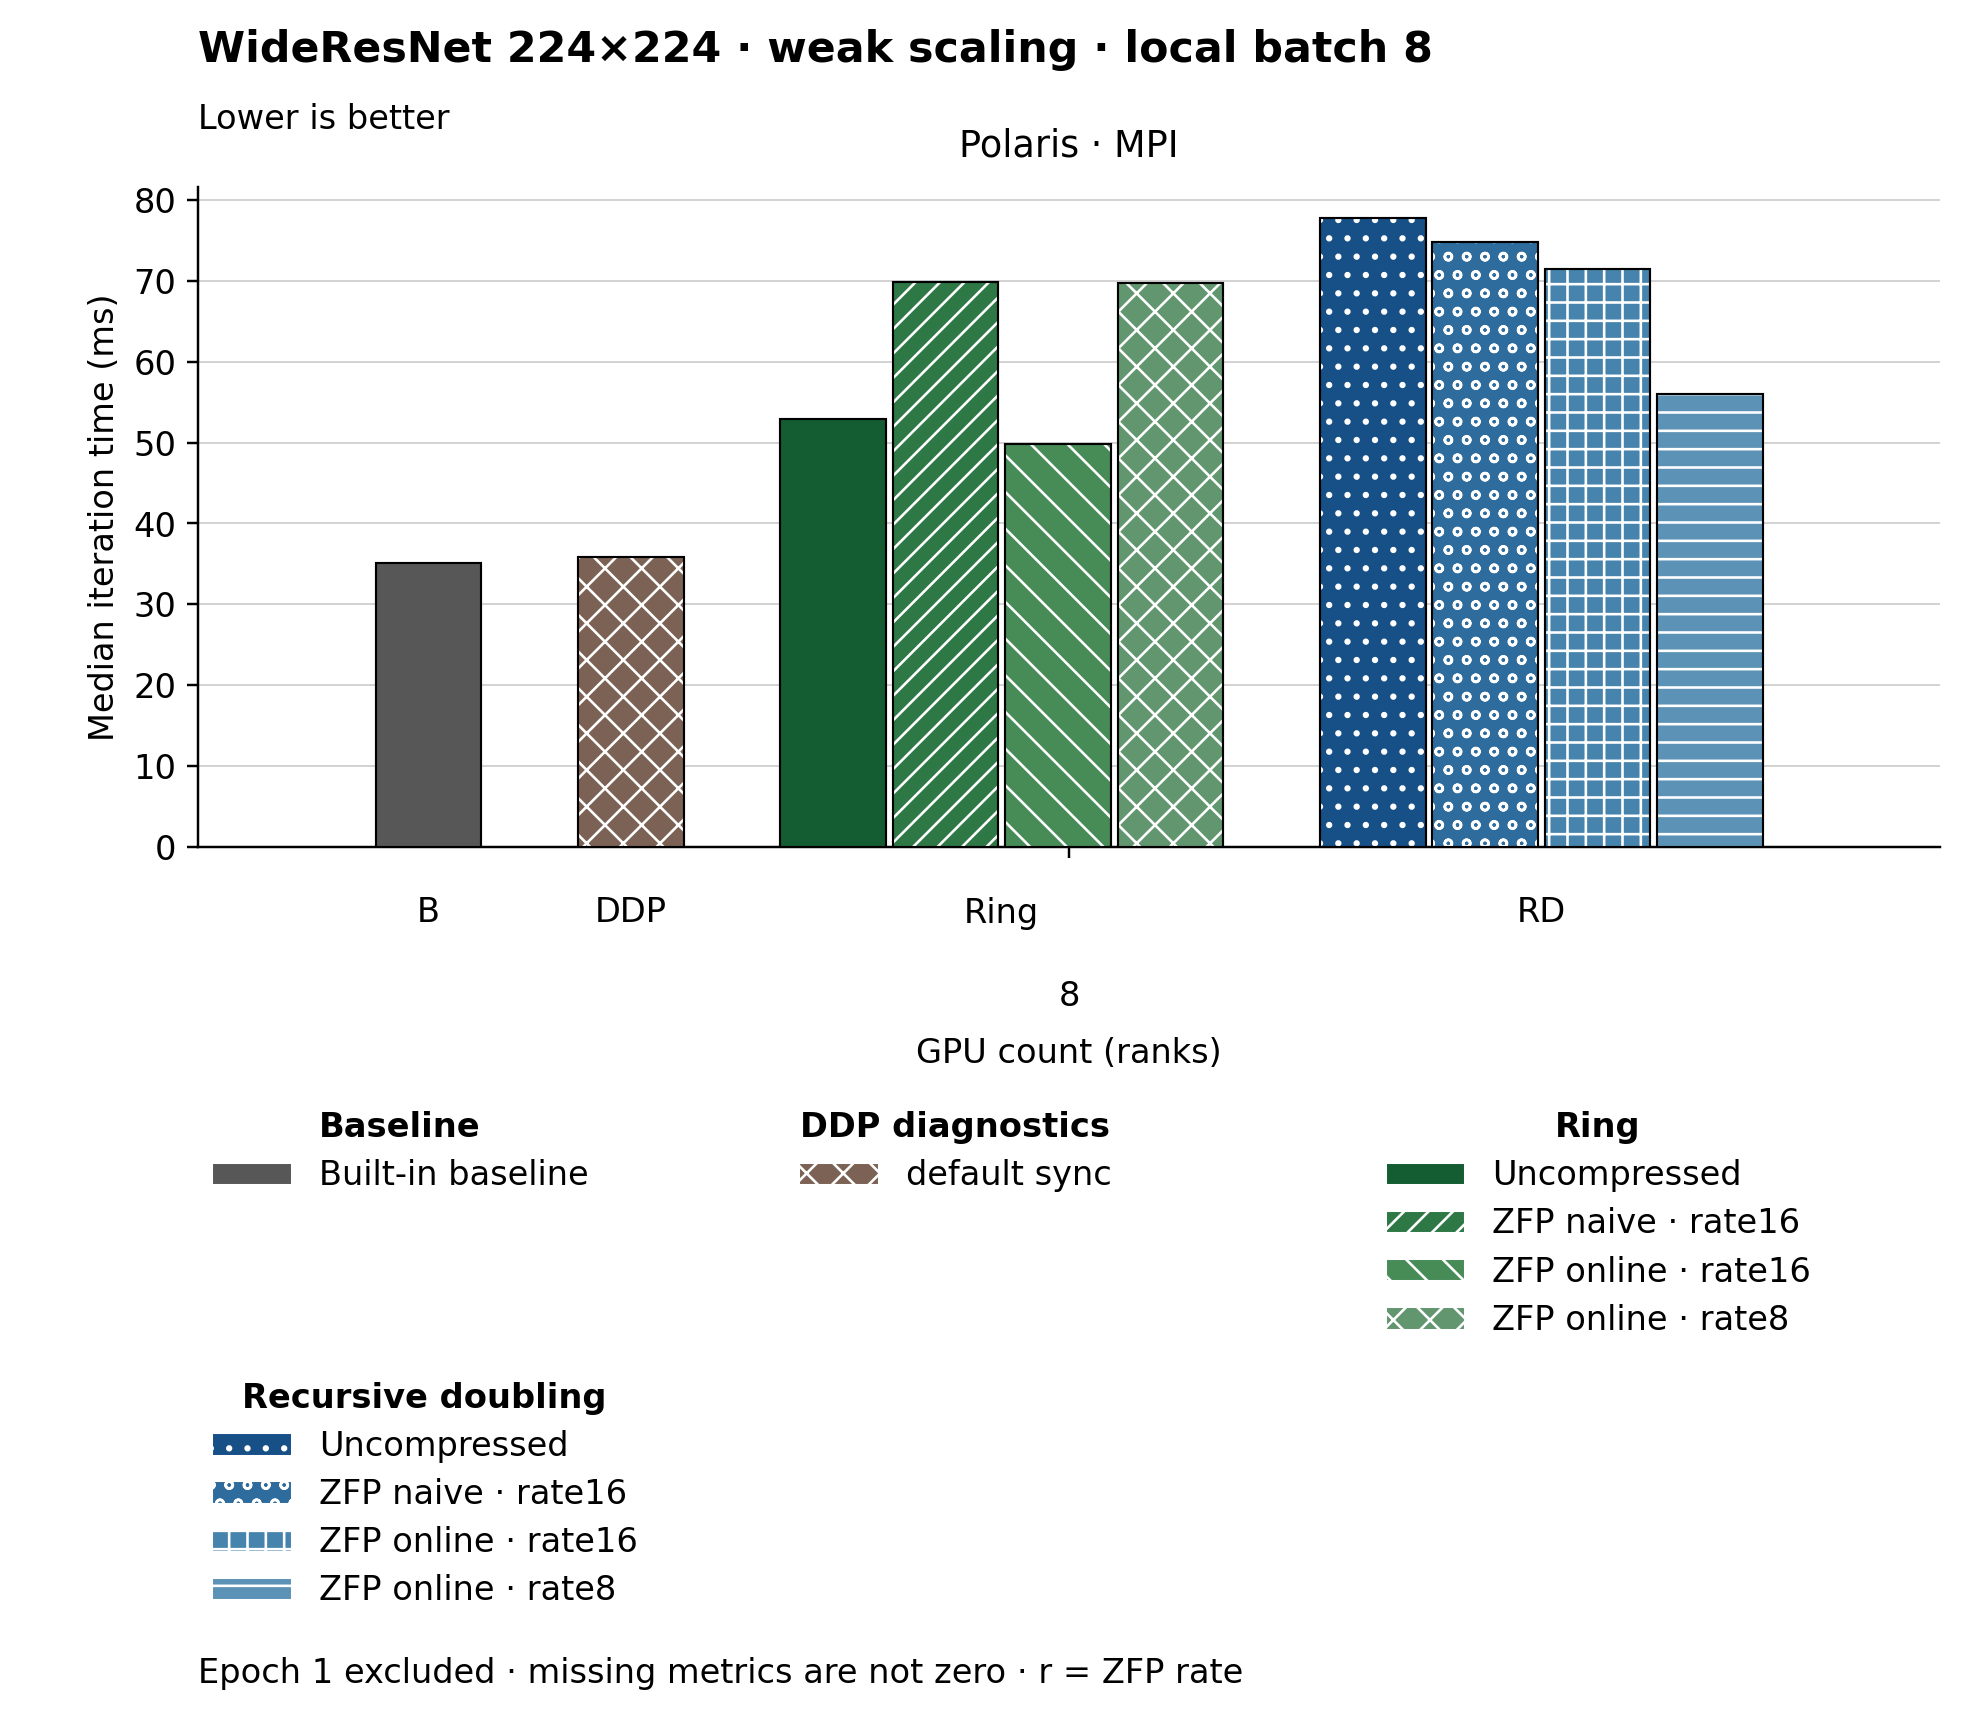 WideResNet 224×224 · weak scaling · local batch 8
Lower is better
Polaris · MPI
Median iteration time (ms)
80
70
60
50
40
30
20
10
0
B DDP Ring RD
8
GPU count (ranks)
Baseline
Built-in baseline
DDP diagnostics
default sync
Ring
Uncompressed
ZFP naive · rate16
ZFP online · rate16
ZFP online · rate8
Recursive doubling
Uncompressed
ZFP naive · rate16
ZFP online · rate16
ZFP online · rate8
Epoch 1 excluded · missing metrics are not zero · r = ZFP rate